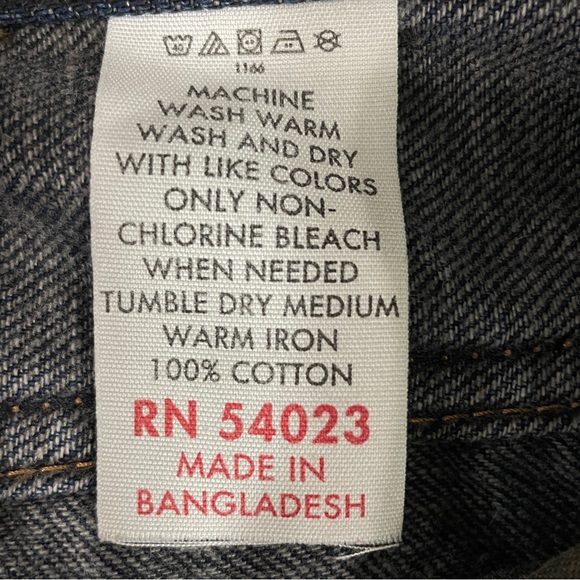 40
1166
MACHINE
WASH WARM
WASH AND DRY
WITH LIKE COLORS
ONLY NON-
CHLORINE BLEACH
WHEN NEEDED
TUMBLE DRY MEDIUM
WARM IRON
100% COTTON
RN 54023
MADE IN
BANGLADESH